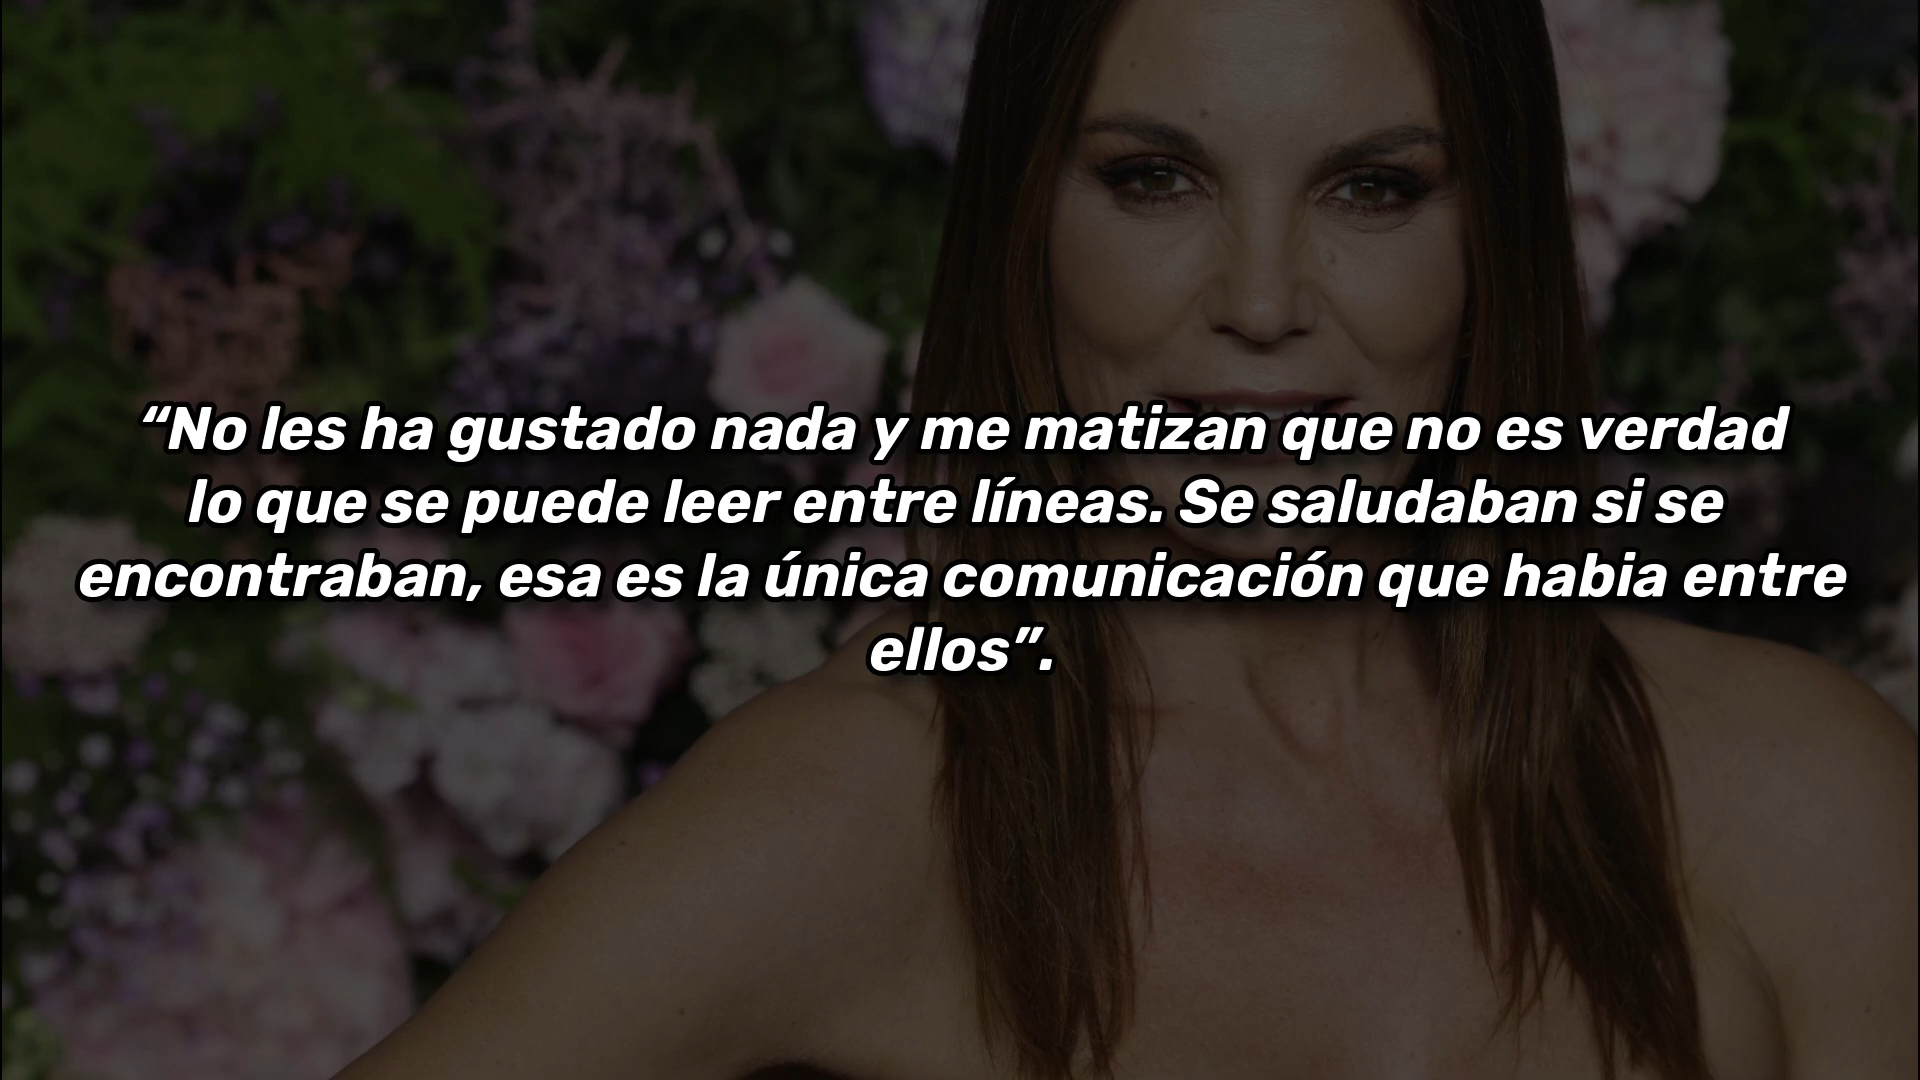 “No les ha gustado nada y me matizan que no es verdad
lo que se puede leer entre líneas. Se saludaban si se
encontraban, esa es la única comunicación que habia entre
ellos”.